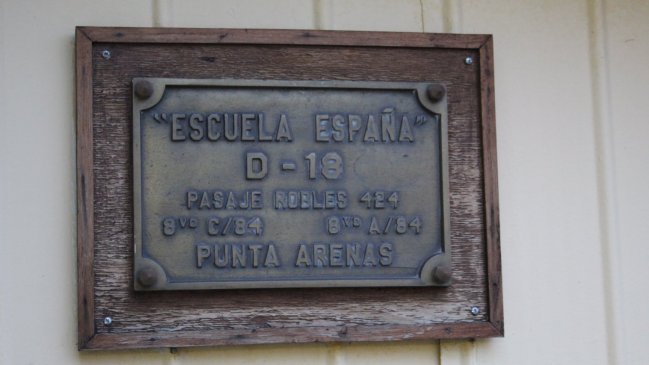 "ESCUELA ESPAÑA"
D-18
PASAJE ROBLES 424
8vo C/84 8vo A/84
PUNTA ARENAS